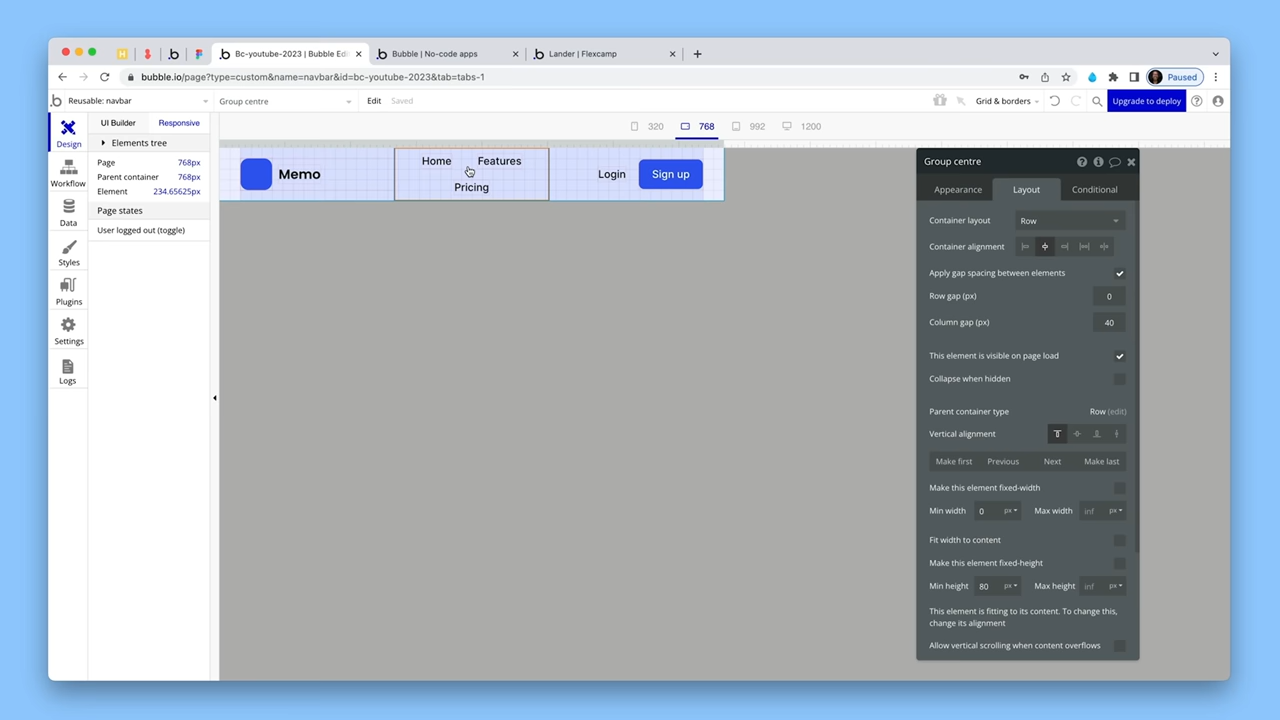 Bc-youtube-2023 | Bubble Edi
Bubble | No-code apps
Lander | Flexcamp
bubble.io/page?type=custom&name=navbar&id=bc-youtube-2023&tab=tabs-1
Paused
Reusable: navbar
Group centre
Edit
Saved
Grid & borders
Upgrade to deploy
Design
Workflow
Data
Styles
Plugins
Settings
Logs
UI Builder
Responsive
Elements tree
Page 768px
Parent container 768px
Element 234.65625px
Page states
User logged out (toggle)
320
768
992
1200
Memo
Home
Featurs
Pricing
Login
Sign up
Group centre
Appearance
Layout
Conditional
Container layout Row
Container alignment
Apply gap spacing between elements
Row gap (px) 0
Column gap (px) 40
This element is visible on page load
Collapse when hidden
Parent container type Row (edit)
Vertical alignment
Make first Previous Next Make last
Make this element fixed-width
Min width 0 px Max width inf px
Fit width to content
Make this element fixed-height
Min height 80 px Max height inf px
This element is fitting to its content. To change this,
change its alignment
Allow vertical scrolling when content overflows